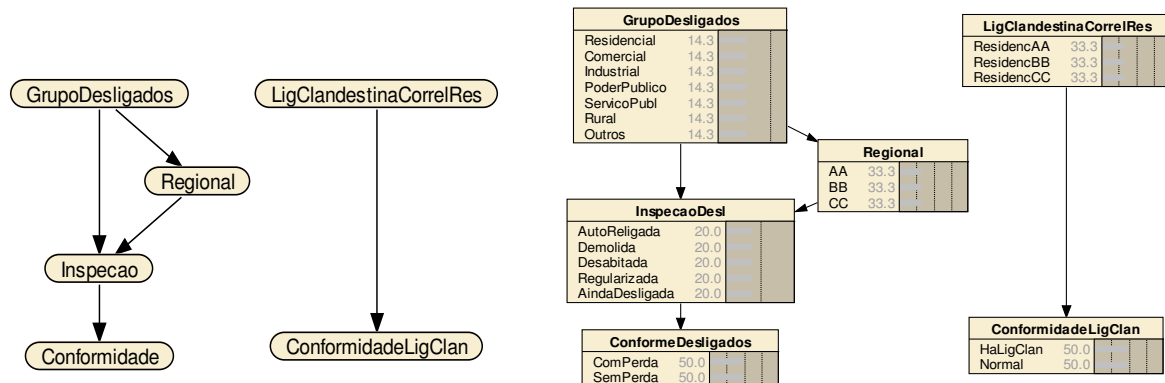 GrupoDesligados
LigClandestinaCorrelRes
Regional
Inspecao
Conformidade
ConformidadeLigClan
GrupoDesligados
Residencial 14.3
Comercial 14.3
Industrial 14.3
PoderPublico 14.3
ServicoPubl 14.3
Rural 14.3
Outros 14.3
LigClandestinaCorrelRes
ResidencAA 33.3
ResidencBB 33.3
ResidencCC 33.3
Regional
AA 33.3
BB 33.3
CC 33.3
InspecaoDesl
AutoReligada 20.0
Demolida 20.0
Desabitada 20.0
Regularizada 20.0
AindaDesligada 20.0
ConformeDesligados
ComPerda 50.0
SemPerda 50.0
ConformidadeLigClan
HaLigClan 50.0
Normal 50.0